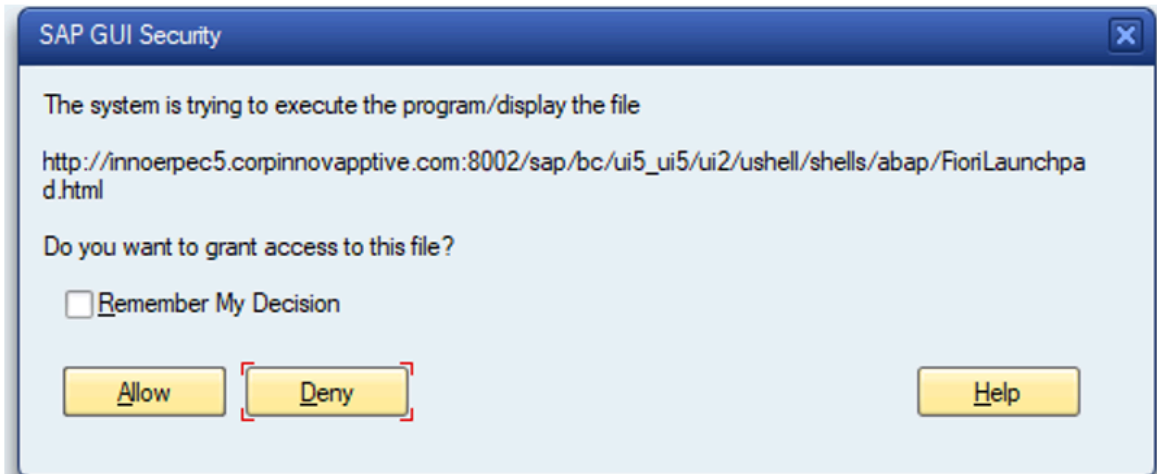 SAP GUI Security
The system is trying to execute the program/display the file
http://innoerpec5.corpinnovapptive.com:8002/sap/bc/ui5_ui5/ui2/ushell/shells/abap/FioriLaunchpa
d.html
Do you want to grant access to this file?
Remember My Decision
Allow
Deny
Help